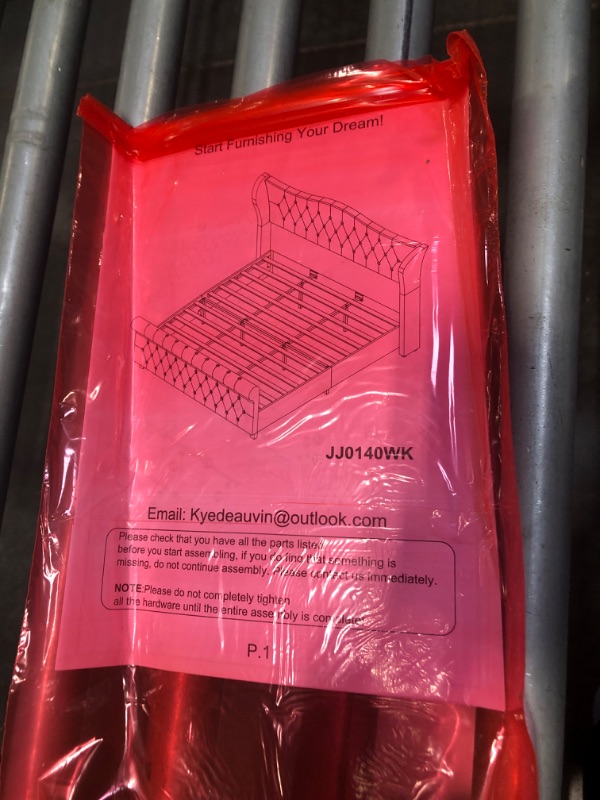 Start Furnishing Your Dream!
JJ0140WK
Email: Kyedeauvin@outlook.com
Please check that you have all the parts listed
before you start assembling, if you do find that something is
missing, do not continue assembly. Please contact us immediately.
NOTE:Please do not completely tighten
all the hardware until the entire assembly is complete.
P.1